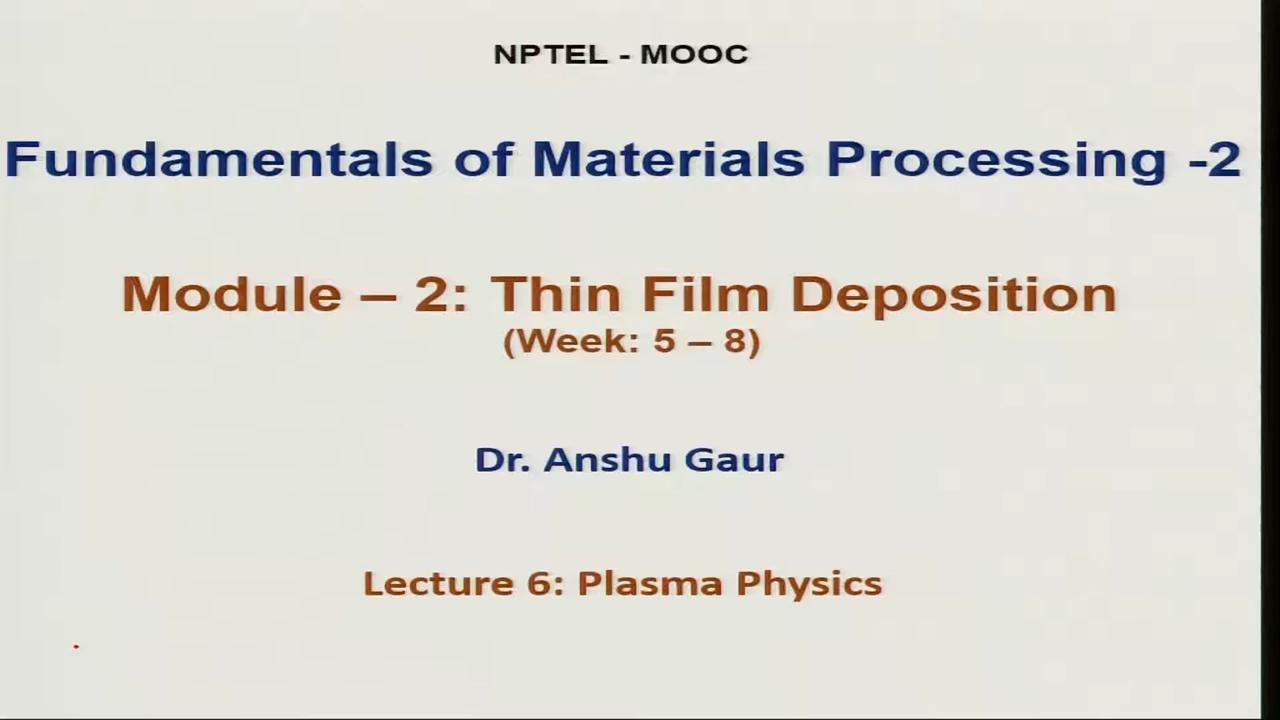 NPTEL - MOOC
Fundamentals of Materials Processing -2
Module – 2: Thin Film Deposition
(Week: 5 – 8)
Dr. Anshu Gaur
Lecture 6: Plasma Physics